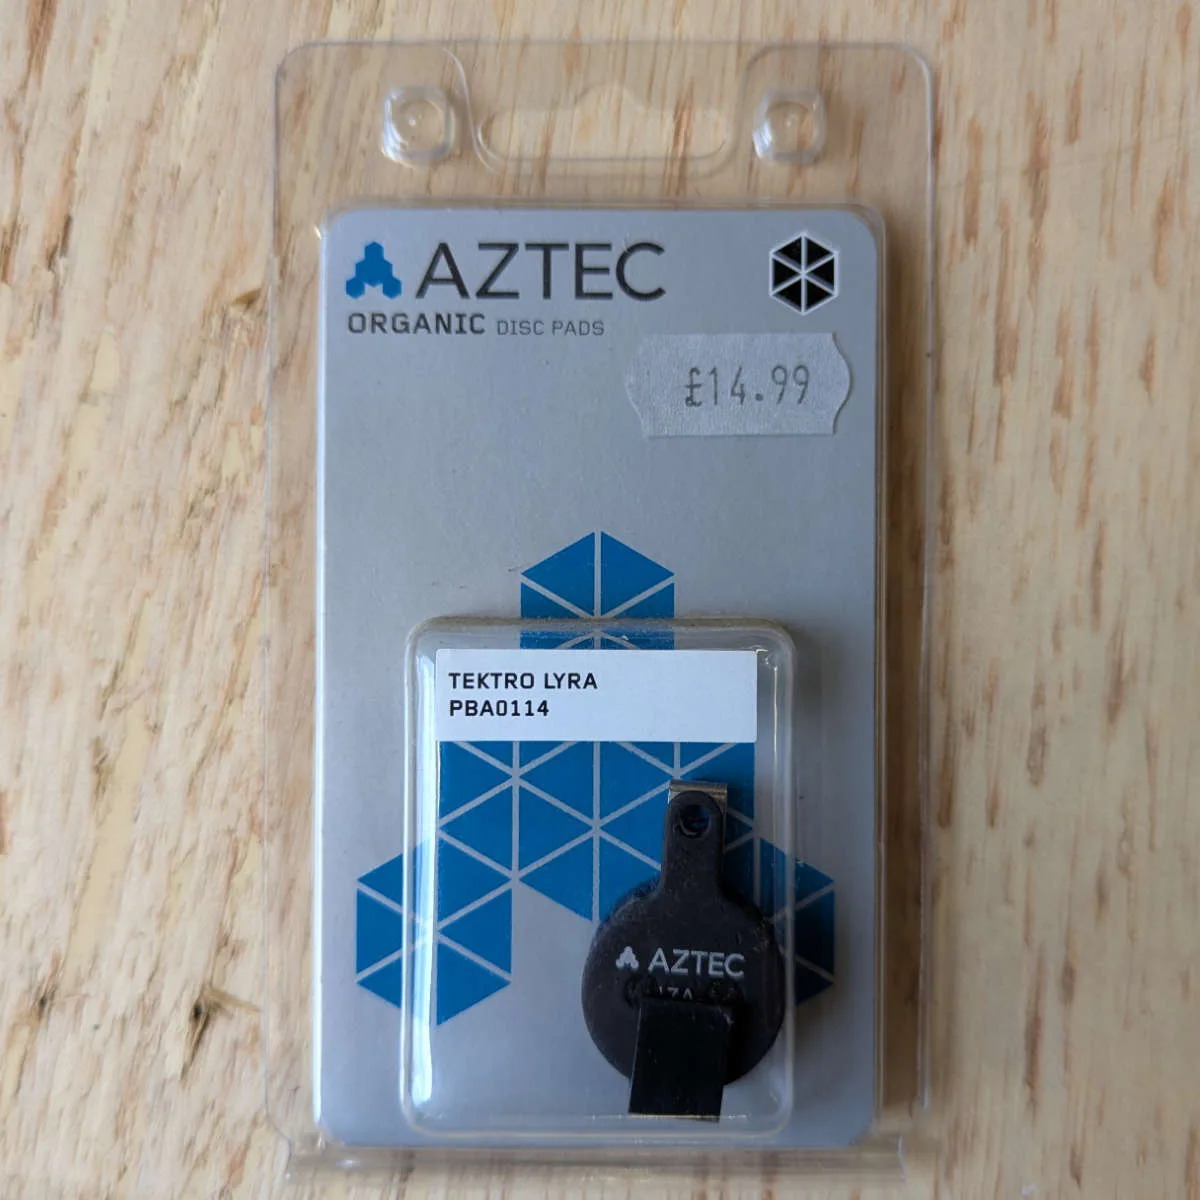 AZTEC
ORGANIC DISC PADS
£14.99
TEKTRO LYRA
PBA0114
AZTEC